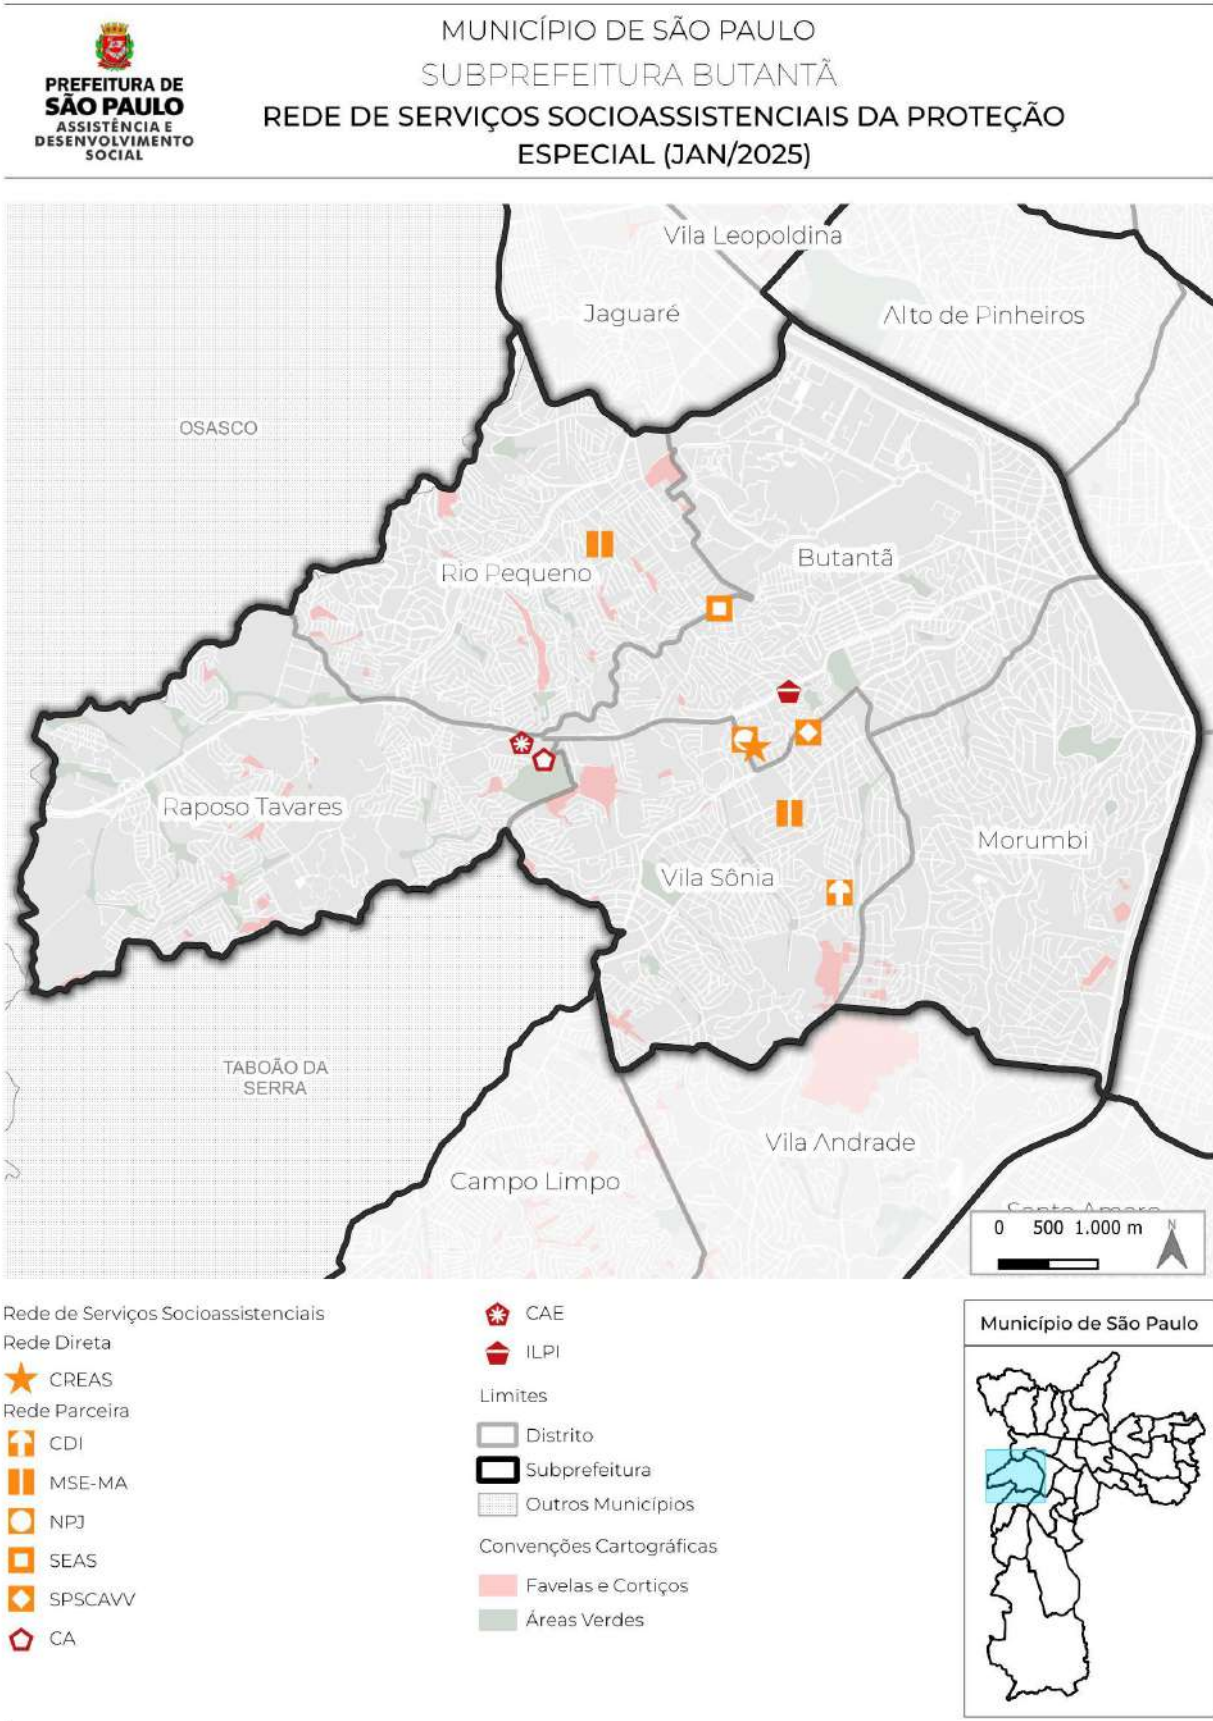 PREFEITURA DE
SÃO PAULO
ASSISTÊNCIA E
DESENVOLVIMENTO
SOCIAL
MUNICÍPIO DE SÃO PAULO
SUBPREFEITURA BUTANTÃ
REDE DE SERVIÇOS SOCIOASSISTENCIAIS DA PROTEÇÃO
ESPECIAL (JAN/2025)
Vila Leopoldina
Jaguaré
Alto de Pinheiros
OSASCO
Butantã
Rio Pequeno
Raposo Tavares
Morumbi
Vila Sônia
TABOÃO DA
SERRA
Vila Andrade
Campo Limpo
0 500 1.000 m
N
Rede de Serviços Socioassistenciais
Rede Direta
CREAS
Rede Parceira
CDI
MSE-MA
NPJ
SEAS
SPSCAVV
CA
CAE
ILPI
Limites
Distrito
Subprefeitura
Outros Municípios
Convenções Cartográficas
Favelas e Cortiços
Áreas Verdes
Município de São Paulo